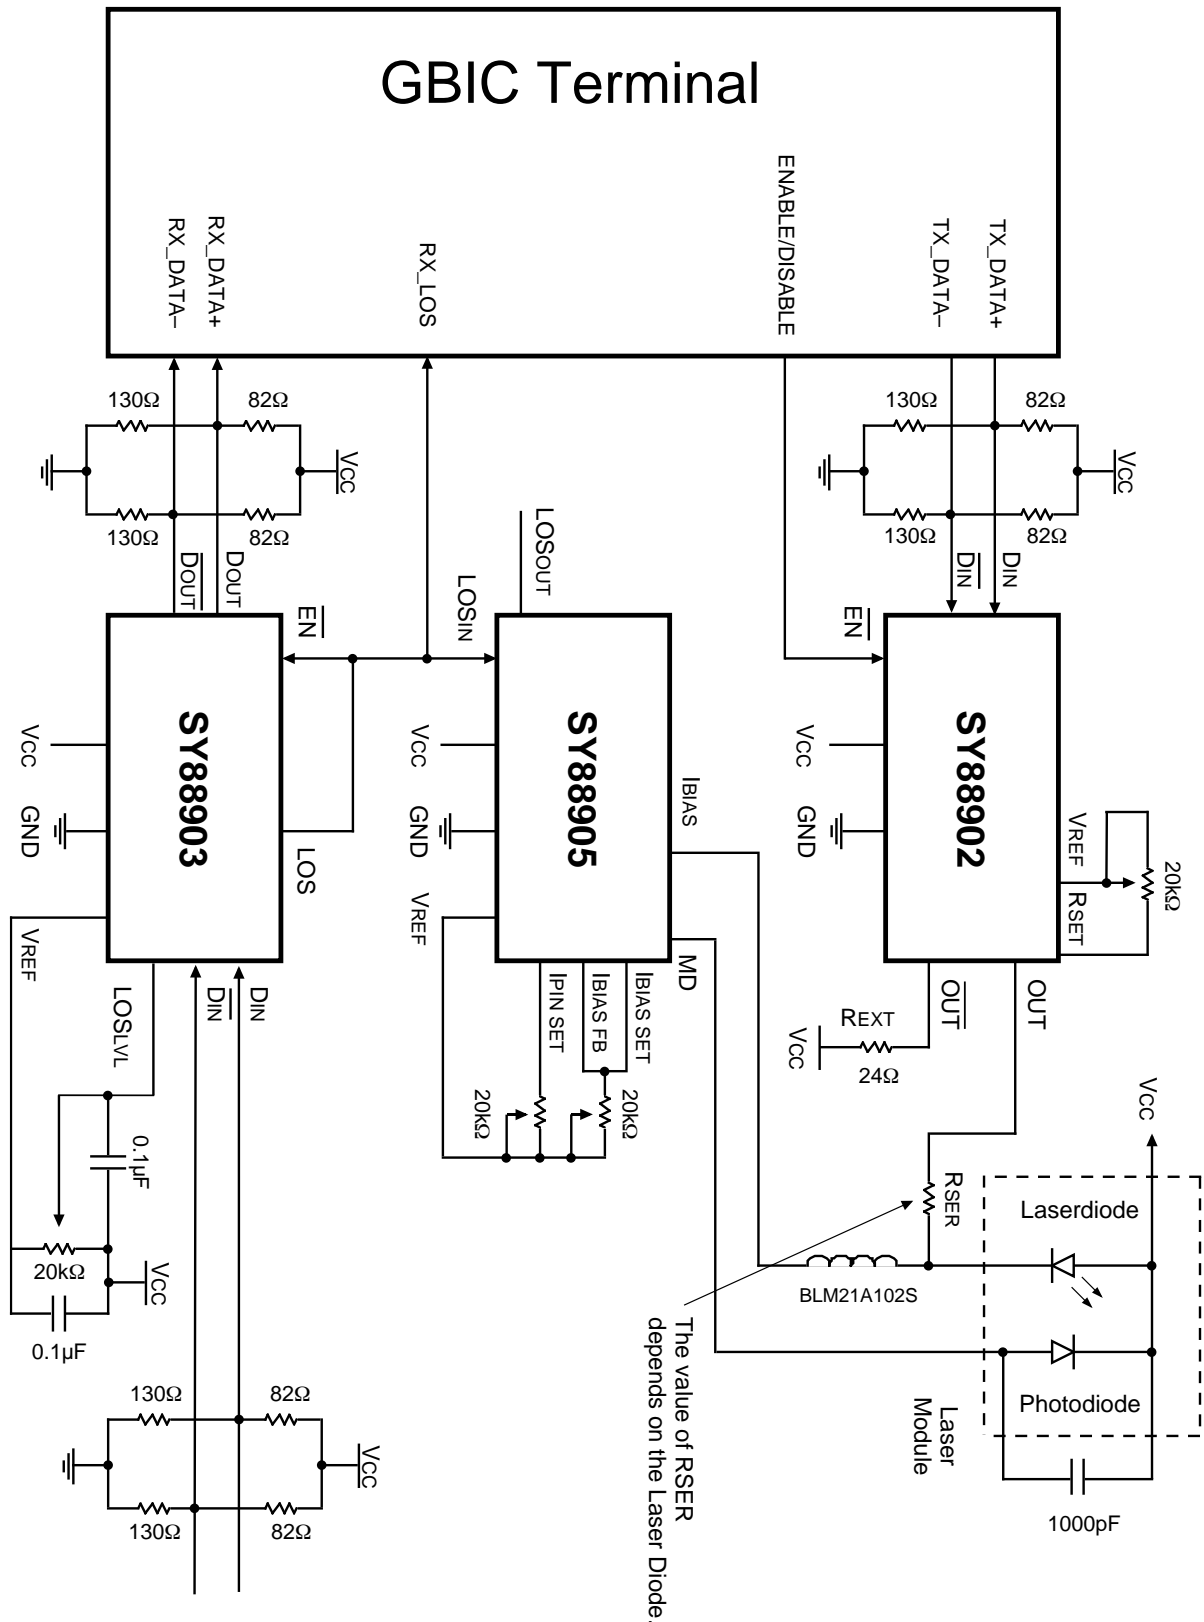 GBIC Terminal
RX_DATA–
RX_DATA+
RX_LOS
ENABLE/DISABLE
TX_DATA–
TX_DATA+
130Ω
82Ω
130Ω
82Ω
VCC
VCC
130Ω
82Ω
130Ω
82Ω
DOUT
DOUT
EN
LOSIN
LOSOUT
EN
DIN
DIN
SY88903
SY88905
SY88902
VCC
GND
LOS
VCC
GND
IBIAS
VCC
GND
VREF
RSET
20kΩ
VREF
LOSLVL
DIN
DIN
VREF
IPIN SET
IBIAS FB
IBIAS SET
MD
OUT
OUT
REXT
24Ω
VCC
VCC
20kΩ
20kΩ
0.1µF
20kΩ
VCC
0.1µF
RSER
BLM21A102S
Laserdiode
Photodiode
Laser
Module
1000pF
The value of RSER
depends on the Laser Diode.
130Ω
82Ω
VCC
130Ω
82Ω